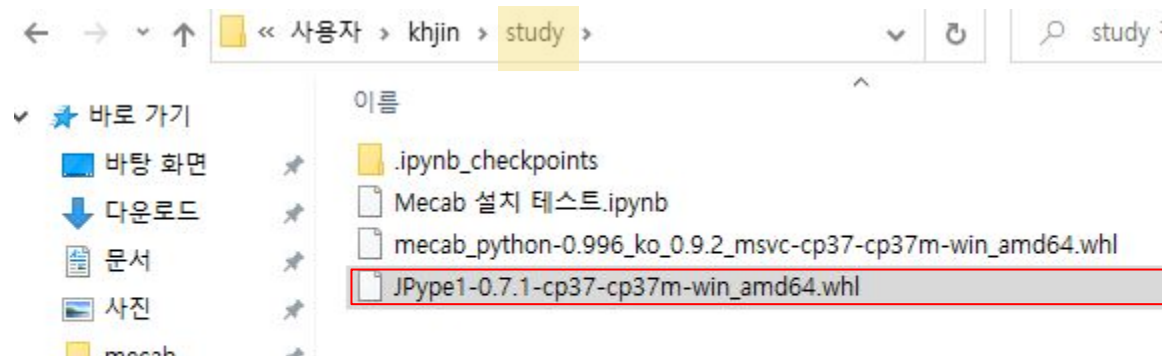 « 사용자 › khjin › study ›
study
이름
바로 가기
바탕 화면
다운로드
문서
사진
mecab
.ipynb_checkpoints
Mecab 설치 테스트.ipynb
mecab_python-0.996_ko_0.9.2_msvc-cp37-cp37m-win_amd64.whl
JPype1-0.7.1-cp37-cp37m-win_amd64.whl